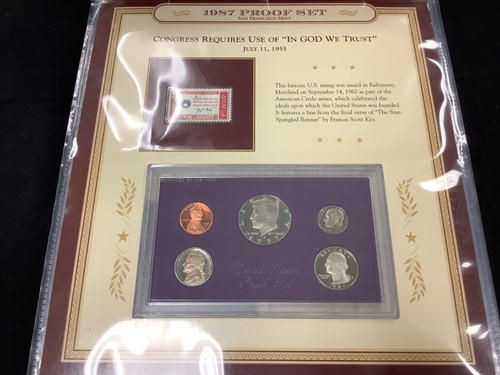 1987 PROOF SET
SAN FRANCISCO MINT
CONGRESS REQUIRES USE OF "IN GOD WE TRUST"
JULY 11, 1955
This historic U.S. stamp was issued in Baltimore,
Maryland on September 14, 1960 as part of the
American Credo series, which celebrated the
ideals upon which the United States was founded.
It features a line from the final verse of "The Star-
Spangled Banner" by Francis Scott Key.
United States
Proof Set